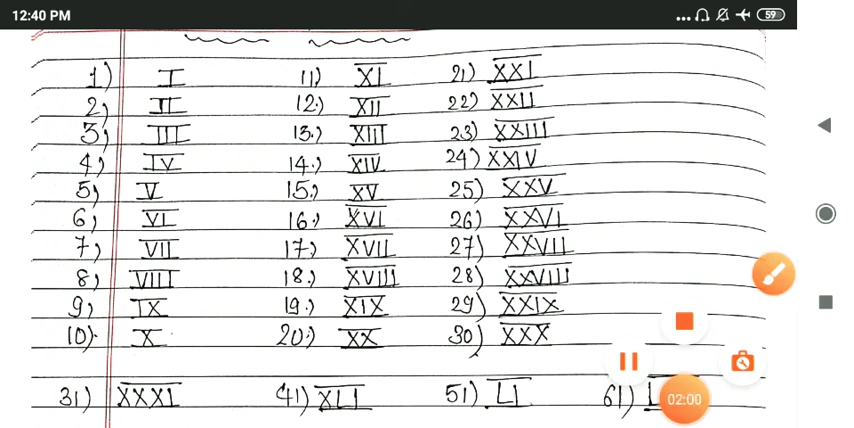 12:40 PM 59
1) I 11) XI 21) XXI
2) II 12.) XII 22) XXII
3) III 13.) XIII 23) XXIII
4) IV 14.) XIV 24) XXIV
5) V 15.) XV 25) XXV
6) VI 16.) XVI 26) XXVI
7) VII 17.) XVII 27) XXVII
8) VIII 18.) XVIII 28) XXVIII
9) IX 19.) XIX 29) XXIX
10). X 20.) XX 30) XXX
31) XXXI 41) XLI 51) LI 61)
02:00